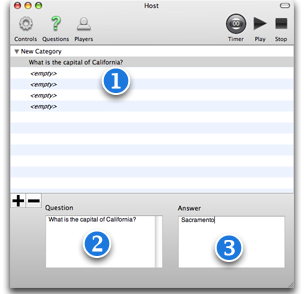 Host
Controls Questions Players Timer Play Stop
00
New Category
What is the capital of California?
<empty>
<empty>
1
<empty>
<empty>
Question Answer
What is the capital of California? Sacramento
2 3